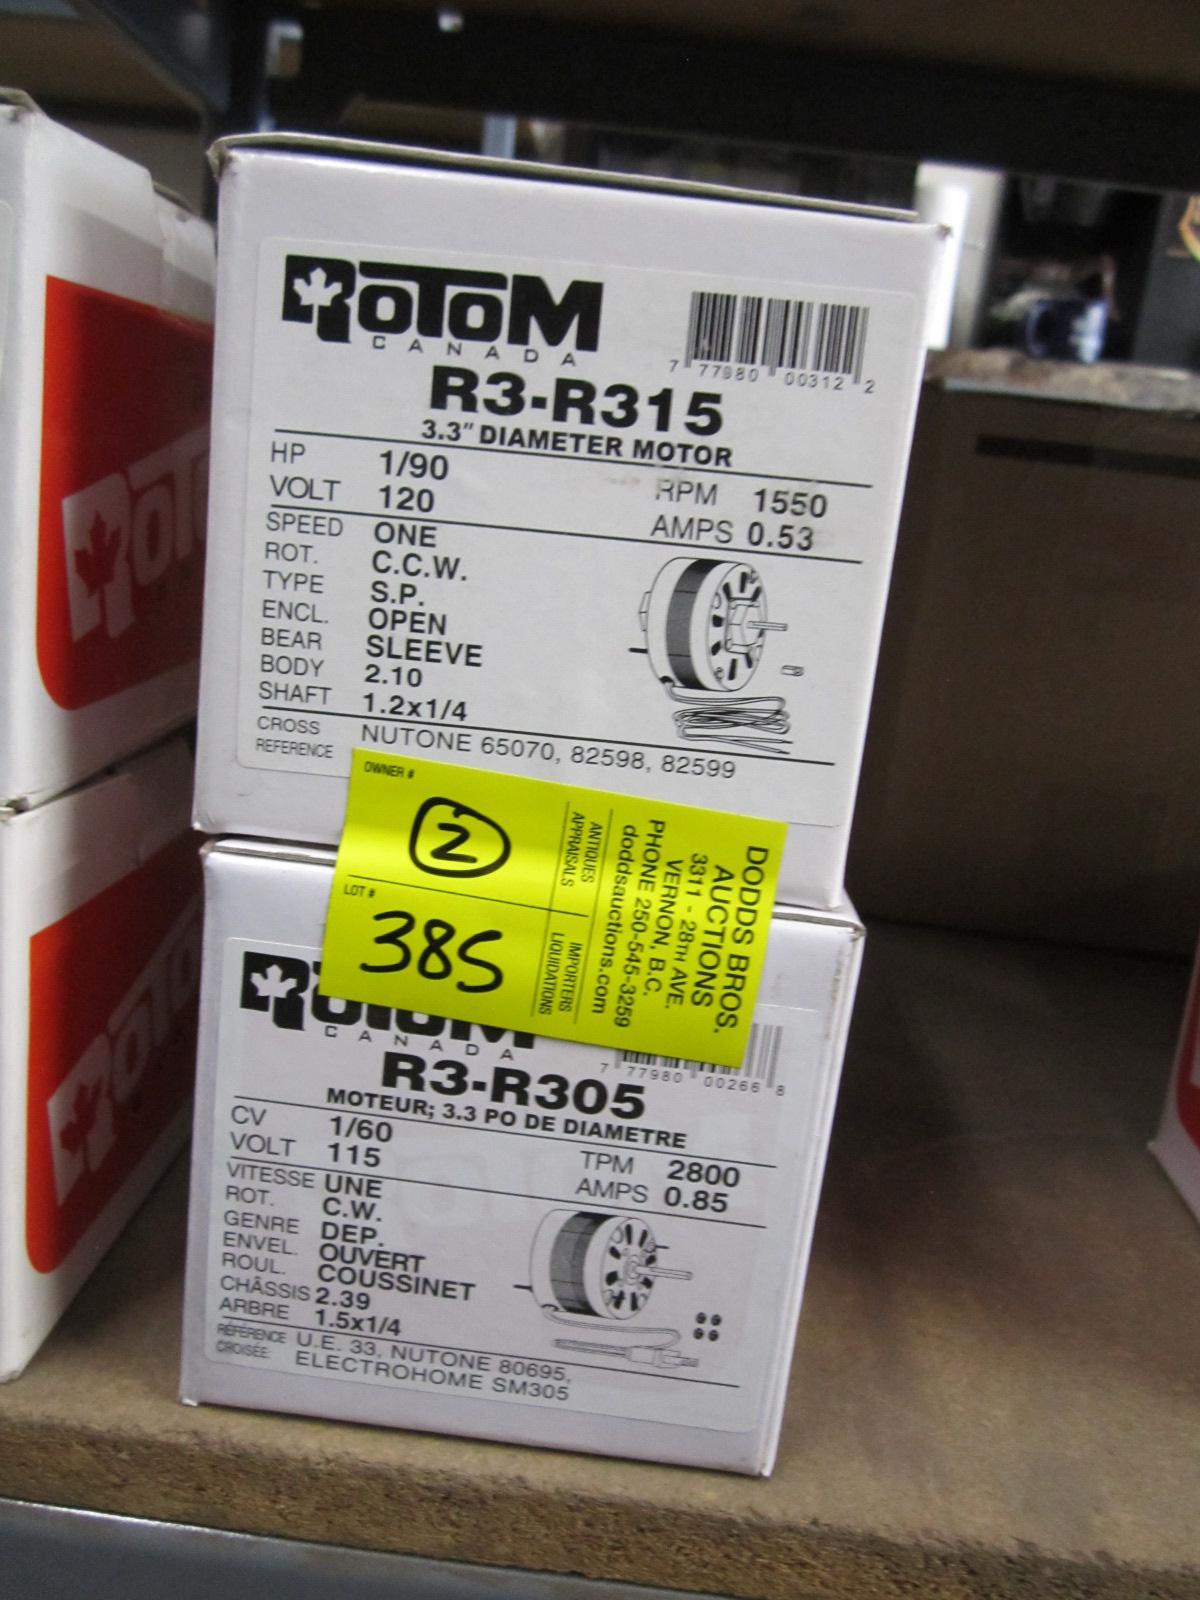 ROTOM
CANADA
7 77980 00312 2
R3-R315
3.3" DIAMETER MOTOR
HP 1/90 RPM 1550
VOLT 120 AMPS 0.53
SPEED ONE
ROT. C.C.W.
TYPE S.P.
ENCL. OPEN
BEAR SLEEVE
BODY 2.10
SHAFT 1.2x1/4
CROSS REFERENCE NUTONE 65070, 82598, 82599
OWNER #
2
LOT #
385
ANTIQUES
APPRAISALS
IMPORTERS
LIQUIDATIONS
DODDS BROS.
AUCTIONS
3311 - 28TH AVE.
VERNON, B.C.
PHONE 250-545-3259
doddsauctions.com
ROTOM
CANADA
7 77980 00266 8
R3-R305
MOTEUR; 3.3 PO DE DIAMETRE
CV 1/60 TPM 2800
VOLT 115 AMPS 0.85
VITESSE UNE
ROT. C.W.
GENRE DEP.
ENVEL. OUVERT
ROUL. COUSSINET
CHÂSSIS 2.39
ARBRE 1.5x1/4
RÉFÉRENCE CROISÉE: U.E. 33, NUTONE 80695,
ELECTROHOME SM305
ROTO
ROTO